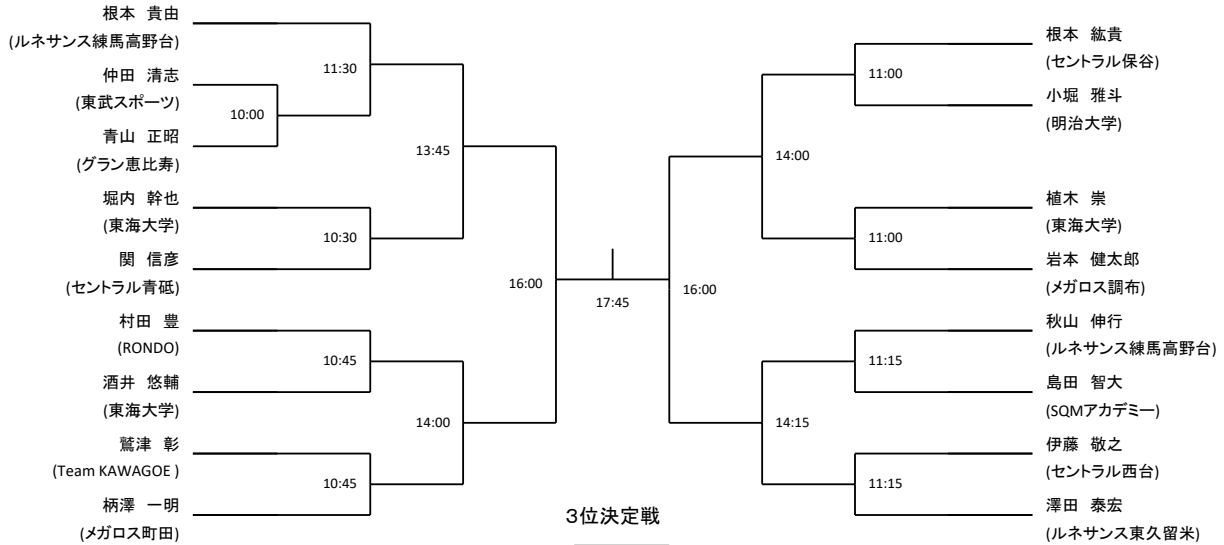 根本 貴由
(ルネサンス練馬高野台)
仲田 清志
(東武スポーツ)
青山 正昭
(グラン恵比寿)
堀内 幹也
(東海大学)
関 信彦
(セントラル青砥)
村田 豊
(RONDO)
酒井 悠輔
(東海大学)
鷲津 彰
(Team KAWAGOE )
柄澤 一明
(メガロス町田)
10:00
11:30
10:30
10:45
10:45
13:45
14:00
16:00
17:45
3位決定戦
16:00
14:00
14:15
11:00
11:00
11:15
11:15
根本 紘貴
(セントラル保谷)
小堀 雅斗
(明治大学)
植木 崇
(東海大学)
岩本 健太郎
(メガロス調布)
秋山 伸行
(ルネサンス練馬高野台)
島田 智大
(SQMアカデミー)
伊藤 敬之
(セントラル西台)
澤田 泰宏
(ルネサンス東久留米)